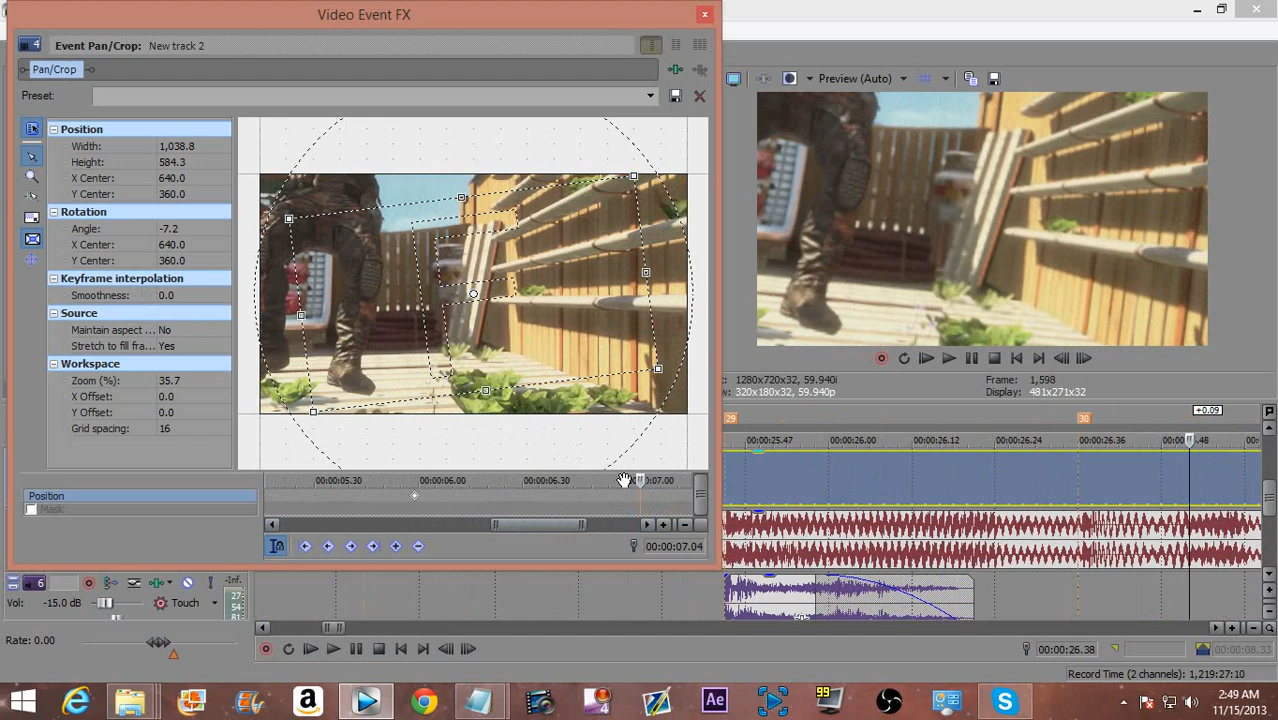 Video Event FX
x
4
Event Pan/Crop: New track 2
Pan/Crop
Preset:
Position
Width: 1,038.8
Height: 584.3
X Center: 640.0
Y Center: 360.0
Rotation
Angle: -7.2
X Center: 640.0
Y Center: 360.0
Keyframe interpolation
Smoothness: 0.0
Source
Maintain aspect ... No
Stretch to fill fra... Yes
Workspace
Zoom (%): 35.7
X Offset: 0.0
Y Offset: 0.0
Grid spacing: 16
Preview (Auto)
: 1280x720x32, 59.940i
Frame: 1,598
w: 320x180x32, 59.940p
Display: 481x271x32
+0.09
29
30
00:00:25.47 00:00:26.00 00:00:26.12 00:00:26.24 00:00:26.36 00:00 .48 00:
00:00:05.30 00:00:06.00 00:00:06.30 :07.00
Position
Mask
00:00:07.04
6
-Inf.
27-
54-
81-
Vol: -15.0 dB
Touch
Rate: 0.00
00:00:26.38
00:00:08.33
Record Time (2 channels): 1,219:27:10
4
Ae
99
2:49 AM
11/15/2013